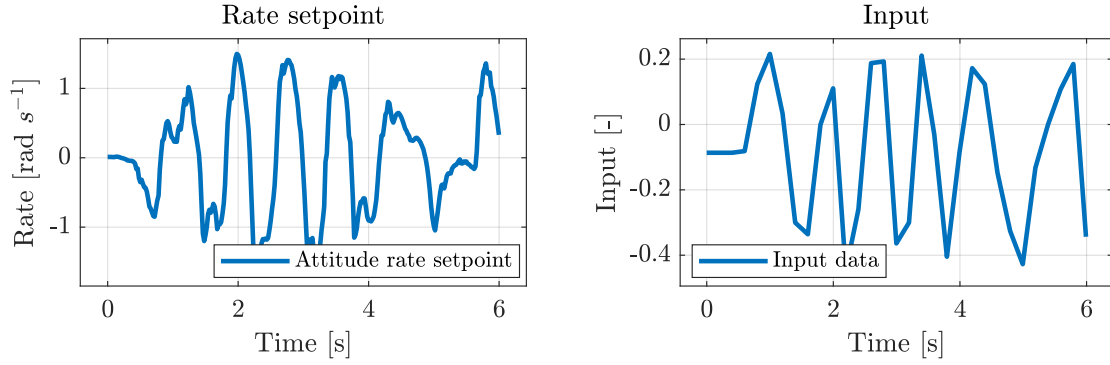 Rate setpoint
1
0
-1
Rate [rad s⁻¹]
Attitude rate setpoint
0
2
4
6
Time [s]
Input
0.2
0
-0.2
-0.4
Input [-]
Input data
0
2
4
6
Time [s]